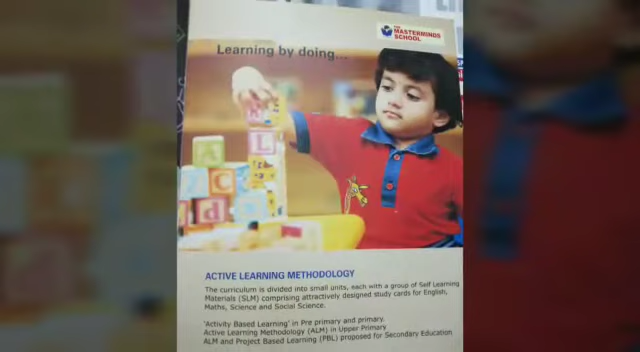 THE
MASTERMINDS
SCHOOL
Learning by doing...
L
A
C
d
ACTIVE LEARNING METHODOLOGY
The curriculum is divided into small units, each with a group of Self Learning
Materials (SLM) comprising attractively designed study cards for English,
Maths, Science and Social Science.
'Activity Based Learning' in Pre primary and primary.
Active Learning Methodology (ALM) in Upper Primary
ALM and Project Based Learning (PBL) proposed for Secondary Education